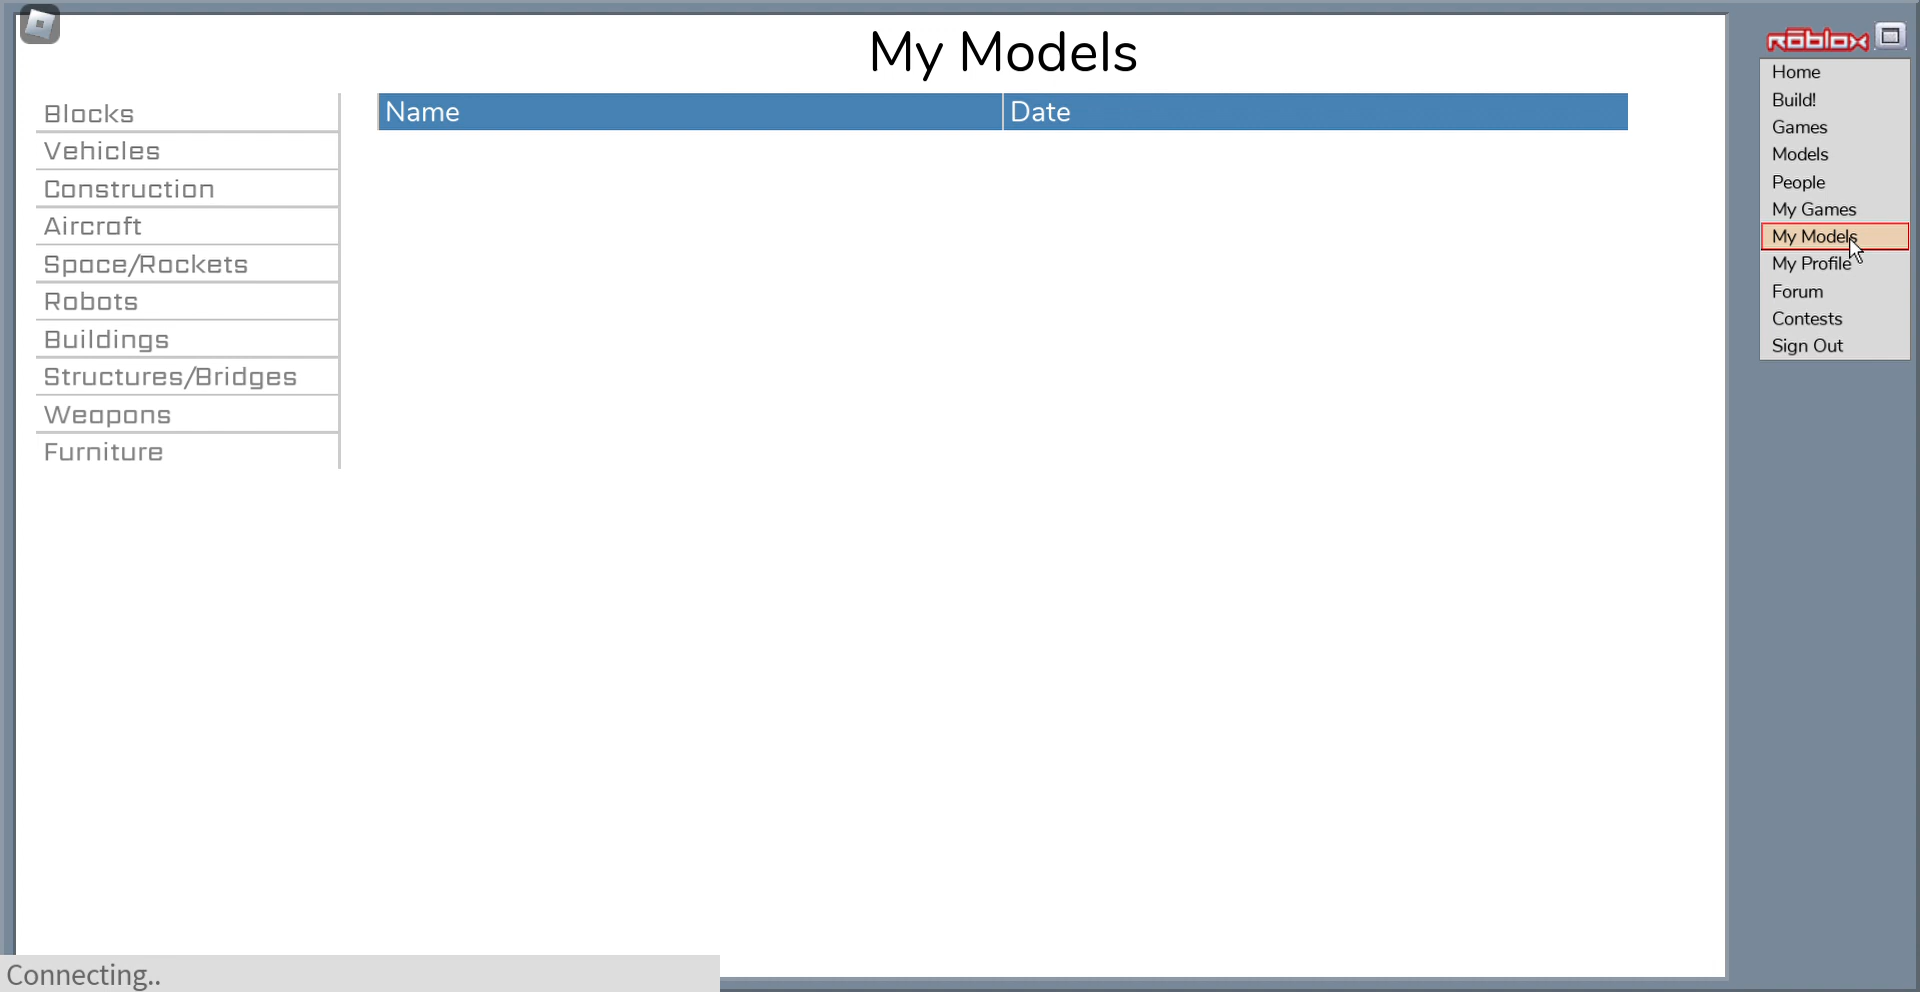 My Models
Blocks
Vehicles
Construction
Aircraft
Space/Rockets
Robots
Buildings
Structures/Bridges
Weapons
Furniture
Name Date
ROBLOX
Home
Build!
Games
Models
People
My Games
My Models
My Profile
Forum
Contests
Sign Out
Connecting..